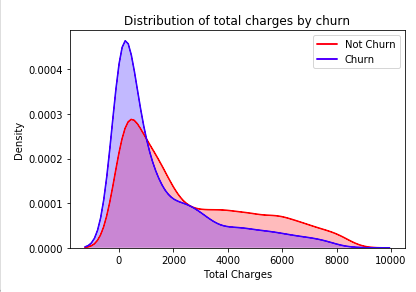 Distribution of total charges by churn
Not Churn
Churn
0.0004
0.0003
0.0002
0.0001
0.0000
Density
0 2000 4000 6000 8000 10000
Total Charges